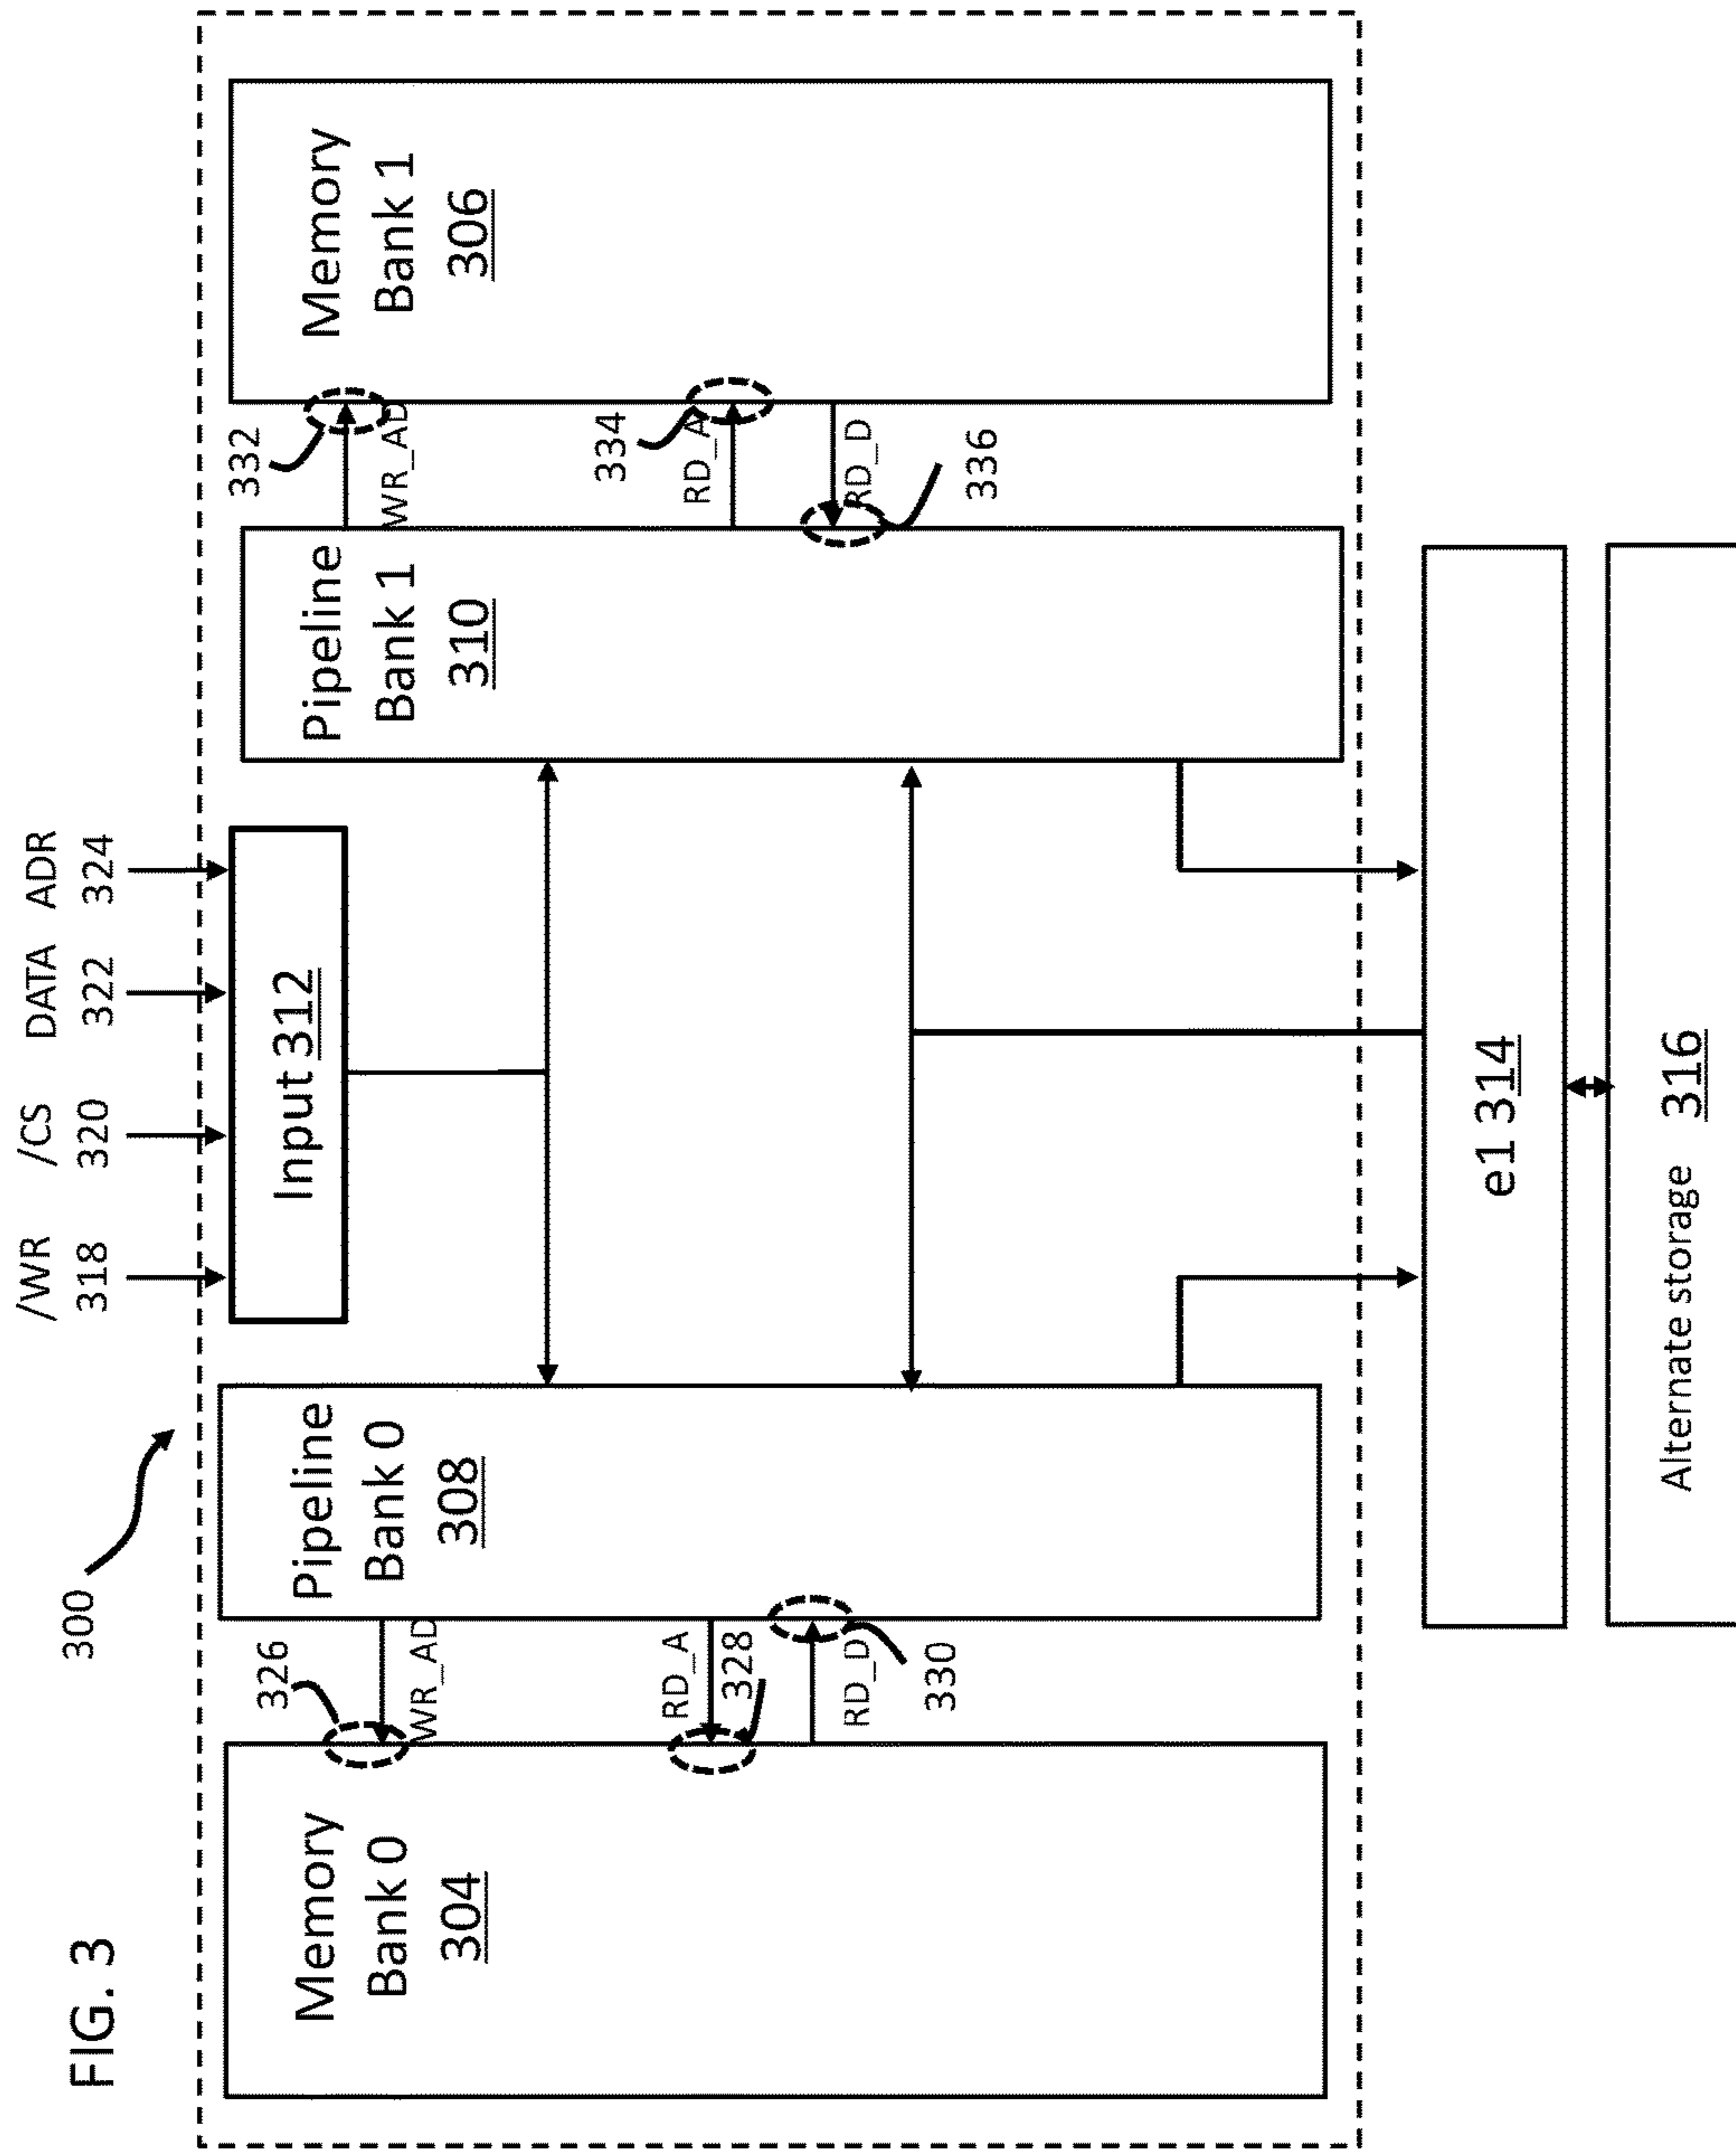 FIG. 3
300
/WR /CS DATA ADR
318 320 322 324
Input 312
Memory
Bank 0
304
326
WR_AD
RD_A
328
RD_D
330
Pipeline
Bank 0
308
Pipeline
Bank 1
310
332
WR_AD
334
RD_A
RD_D
336
Memory
Bank 1
306
e1 314
Alternate storage 316